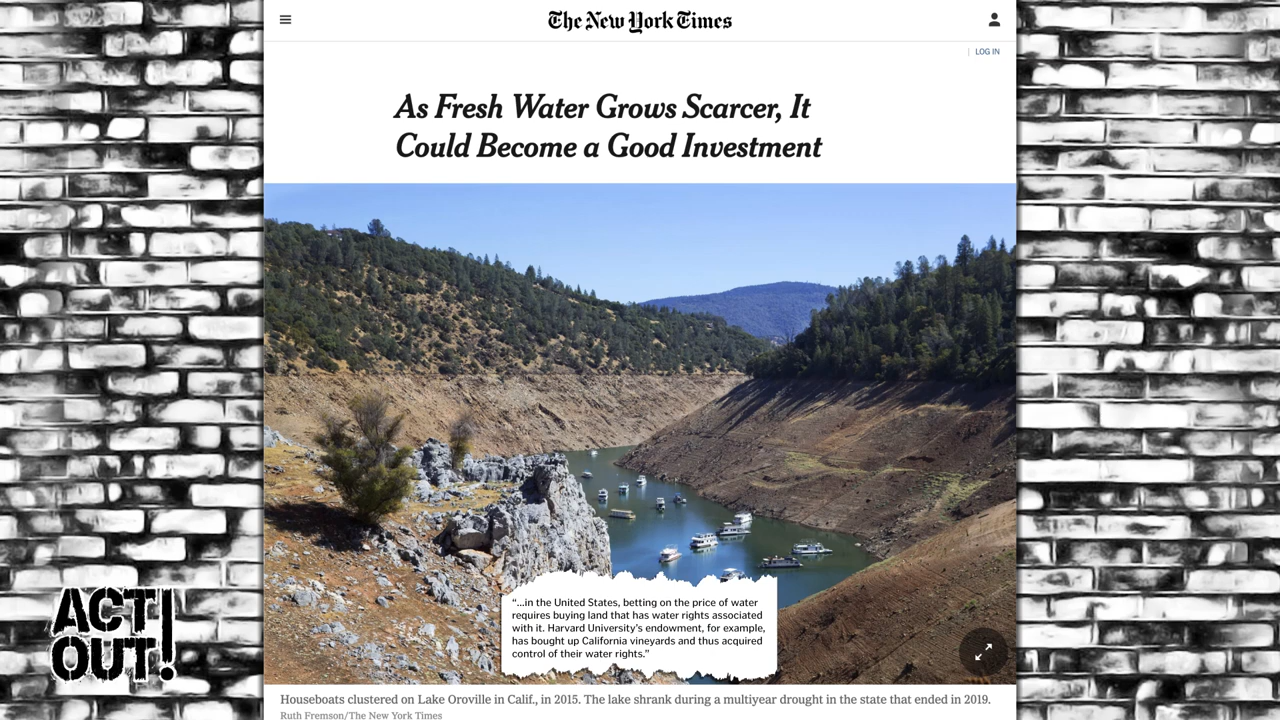 The New York Times
LOG IN
As Fresh Water Grows Scarcer, It
Could Become a Good Investment
“...in the United States, betting on the price of water
requires buying land that has water rights associated
with it. Harvard University’s endowment, for example,
has bought up California vineyards and thus acquired
control of their water rights.”
ACT
OUT!
Houseboats clustered on Lake Oroville in Calif., in 2015. The lake shrank during a multiyear drought in the state that ended in 2019.
Ruth Fremson/The New York Times